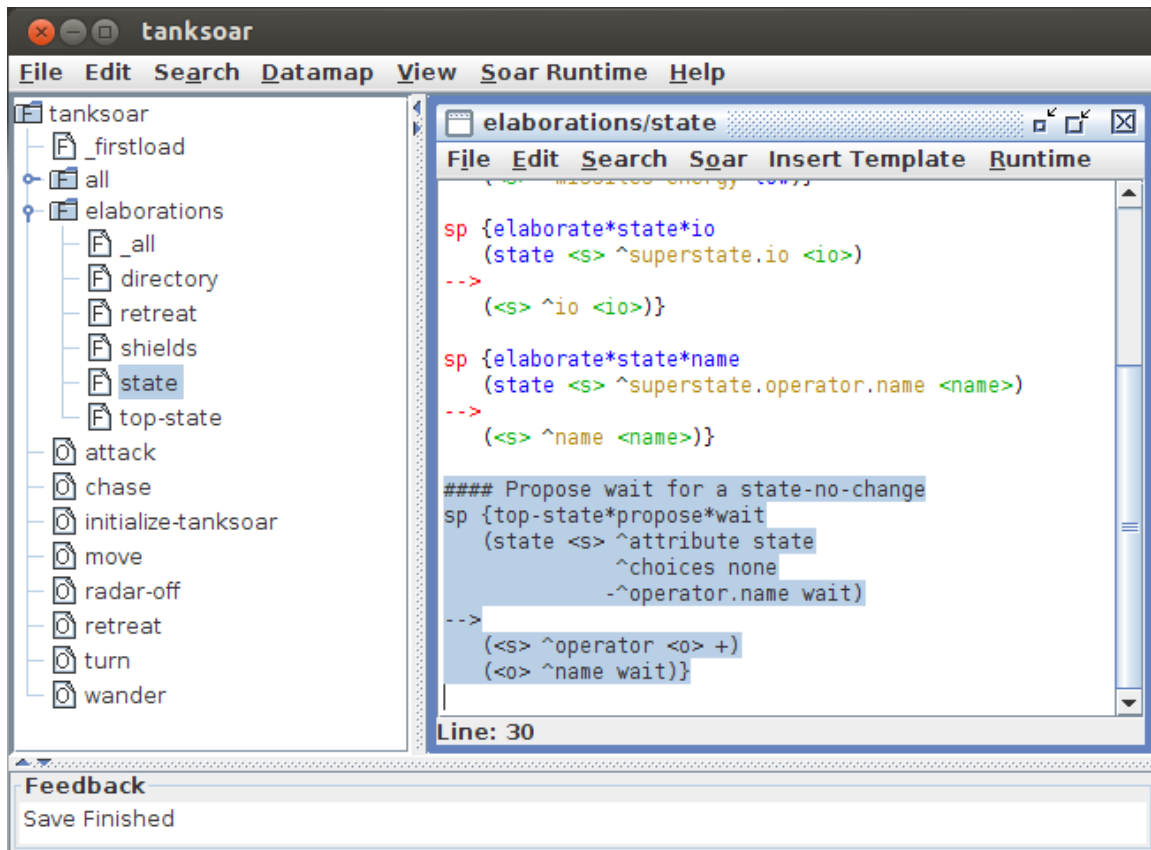 tanksoar
File Edit Search Datamap View Soar Runtime Help
tanksoar
_firstload
all
elaborations
_all
directory
retreat
shields
state
top-state
attack
chase
initialize-tanksoar
move
radar-off
retreat
turn
wander
elaborations/state
File Edit Search Soar Insert Template Runtime
sp {elaborate*state*io
(state <s> ^superstate.io <io>)
-->
(<s> ^io <io>)}
sp {elaborate*state*name
(state <s> ^superstate.operator.name <name>)
-->
(<s> ^name <name>)}
#### Propose wait for a state-no-change
sp {top-state*propose*wait
(state <s> ^attribute state
^choices none
-^operator.name wait)
-->
(<s> ^operator <o> +)
(<o> ^name wait)}
Line: 30
Feedback
Save Finished